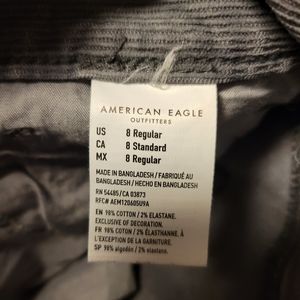 AMERICAN EAGLE
OUTFITTERS
US 8 Regular
CA 8 Standard
MX 8 Regular
MADE IN BANGLADESH / FABRIQUÉ AU
BANGLADESH / HECHO EN BANGLADESH
RN 54485/CA 03873
RFC# AEM120605U9A
EN 98% COTTON / 2% ELASTANE.
EXCLUSIVE OF DECORATION.
FR 98% COTON / 2% ÉLASTHANNE. À
L'EXCEPTION DE LA GARNITURE.
SP 98% algodón / 2% elastano.